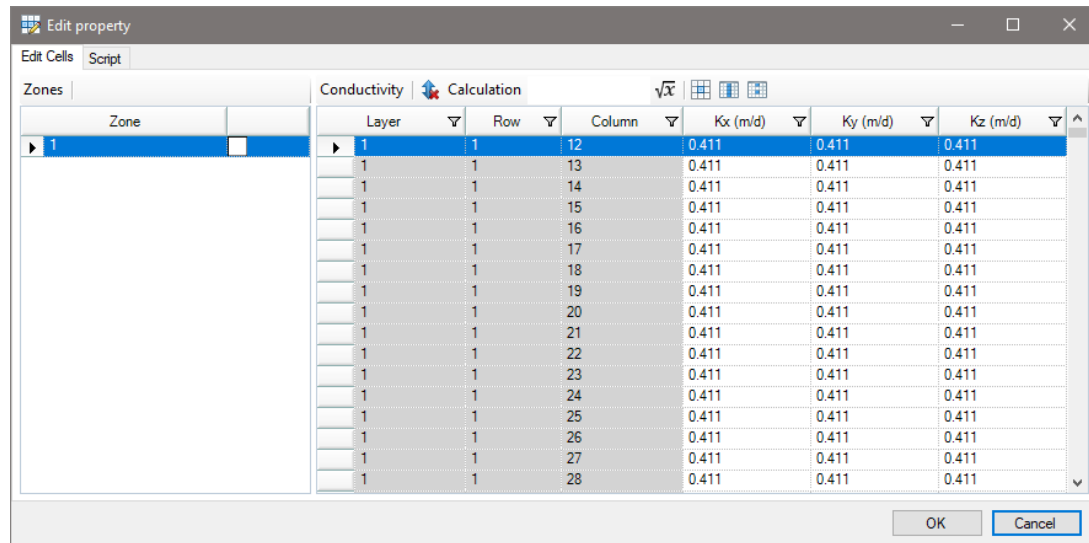 Edit property
Edit Cells Script
Zones Conductivity Calculation √x
Zone Layer Row Column Kx (m/d) Ky (m/d) Kz (m/d)
1 1 1 12 0.411 0.411 0.411
1 1 13 0.411 0.411 0.411
1 1 14 0.411 0.411 0.411
1 1 15 0.411 0.411 0.411
1 1 16 0.411 0.411 0.411
1 1 17 0.411 0.411 0.411
1 1 18 0.411 0.411 0.411
1 1 19 0.411 0.411 0.411
1 1 20 0.411 0.411 0.411
1 1 21 0.411 0.411 0.411
1 1 22 0.411 0.411 0.411
1 1 23 0.411 0.411 0.411
1 1 24 0.411 0.411 0.411
1 1 25 0.411 0.411 0.411
1 1 26 0.411 0.411 0.411
1 1 27 0.411 0.411 0.411
1 1 28 0.411 0.411 0.411
OK Cancel